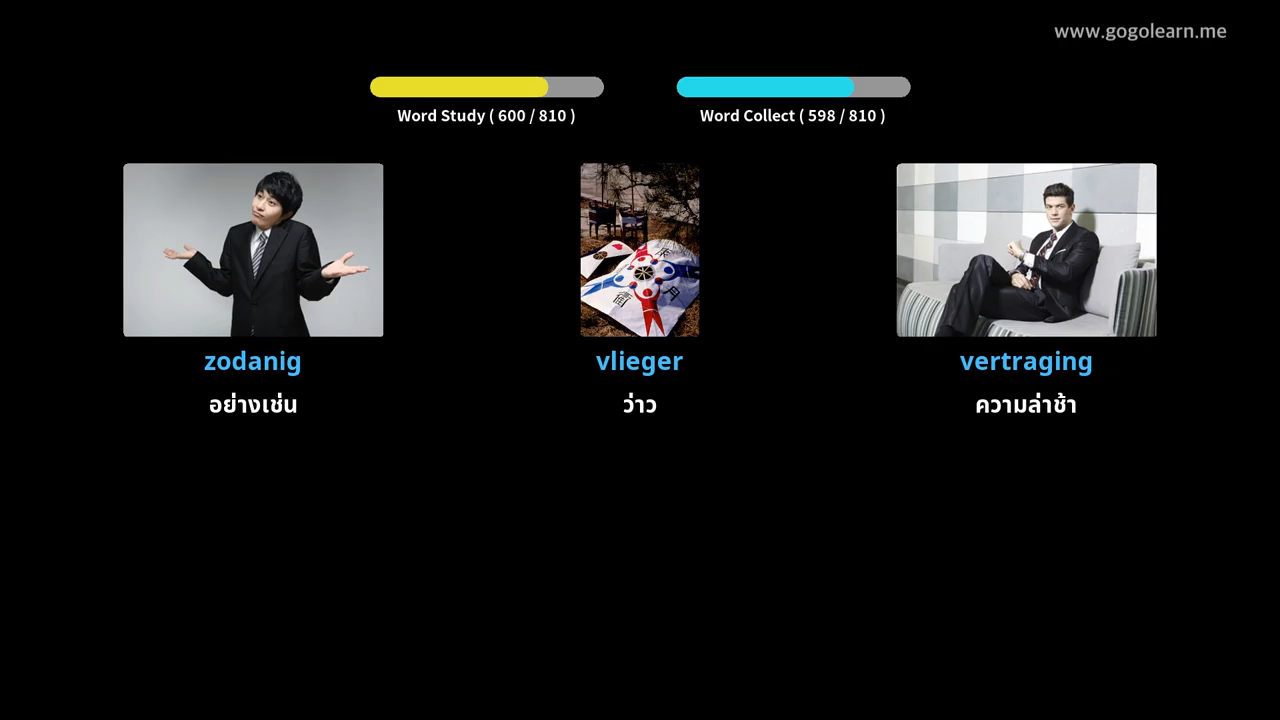 www.gogolearn.me
Word Study ( 600 / 810 )
Word Collect ( 598 / 810 )
zodanig
vlieger
vertraging
อย่างเช่น
ว่าว
ความล่าช้า